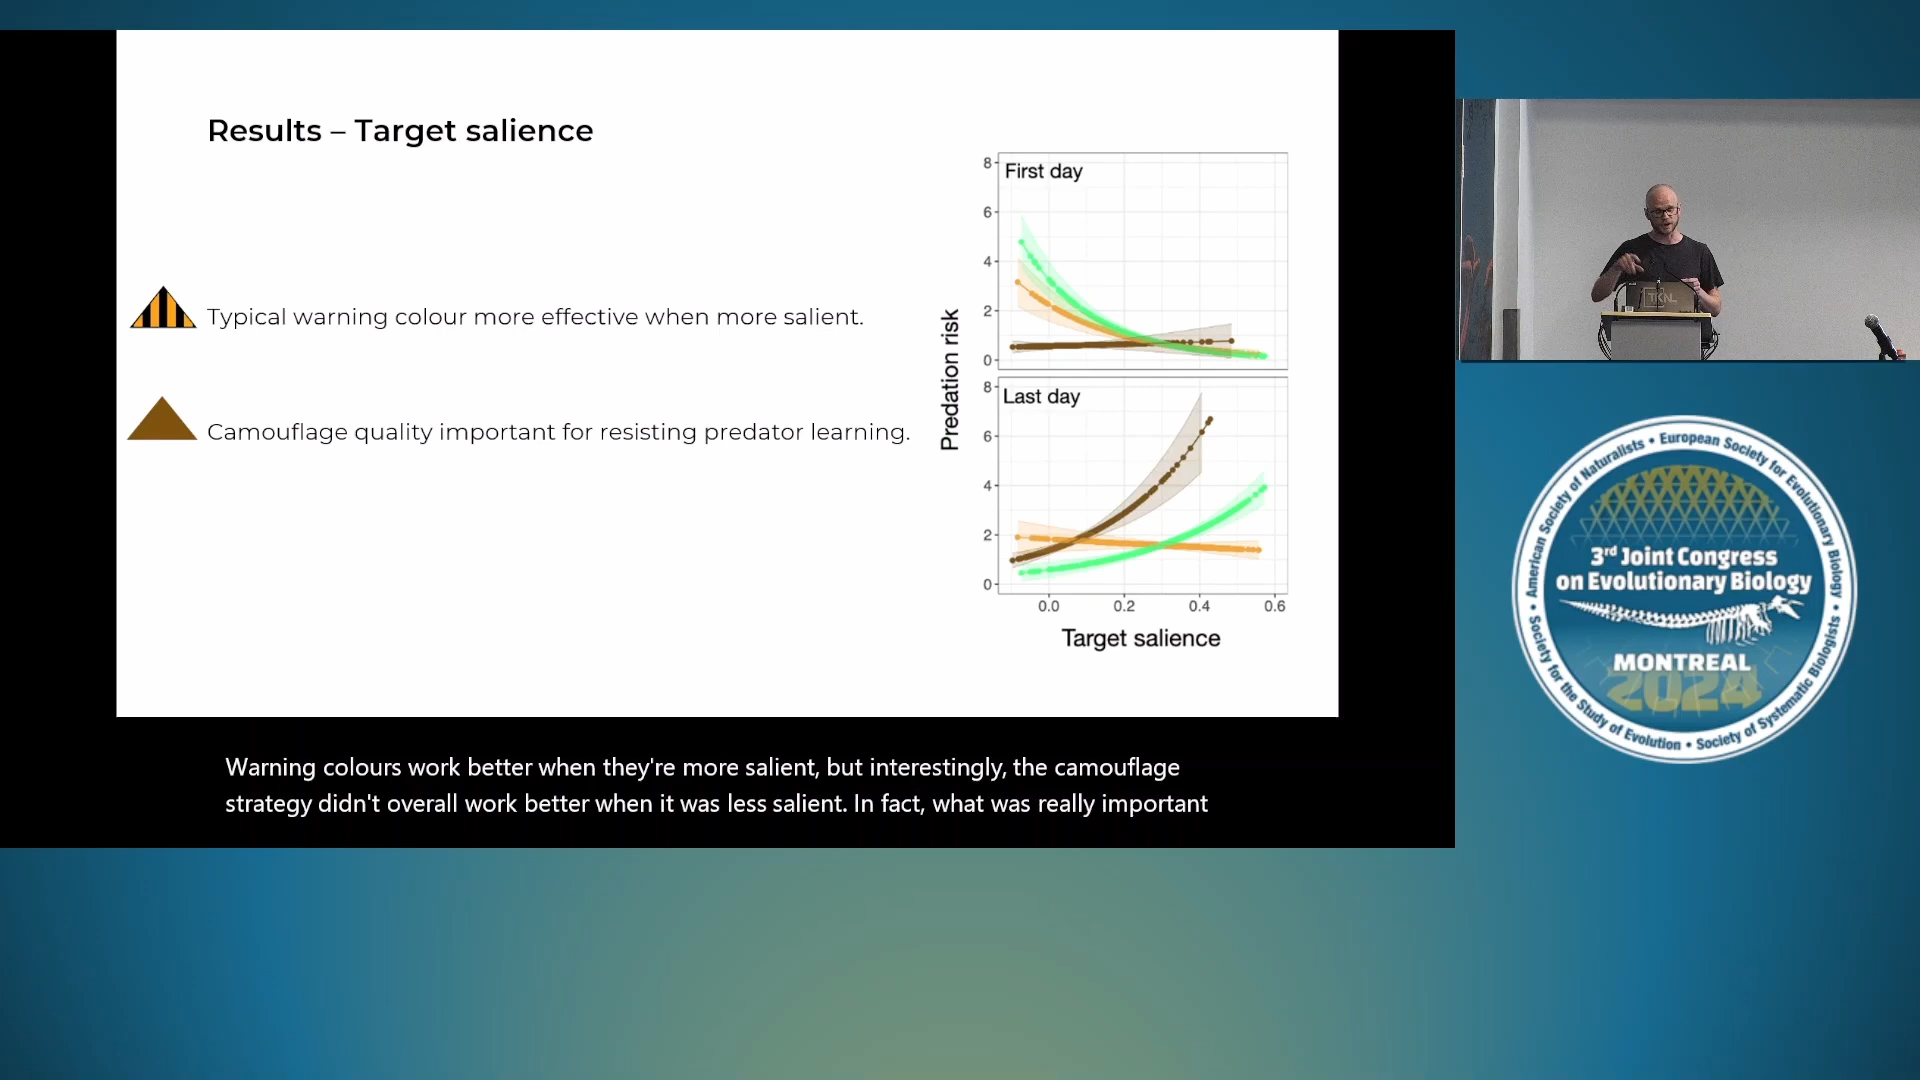 Results – Target salience
Typical warning colour more effective when more salient.
Camouflage quality important for resisting predator learning.
Predation risk
First day
8
6
4
2
0
Last day
8
6
4
2
0
0.0 0.2 0.4 0.6
Target salience
Warning colours work better when they're more salient, but interestingly, the camouflage
strategy didn't overall work better when it was less salient. In fact, what was really important
TKNL
American Society of Naturalists • European Society for Evolutionary Biology • Society of Systematic Biologists • Society for the Study of Evolution •
3rd Joint Congress
on Evolutionary Biology
MONTREAL
2024